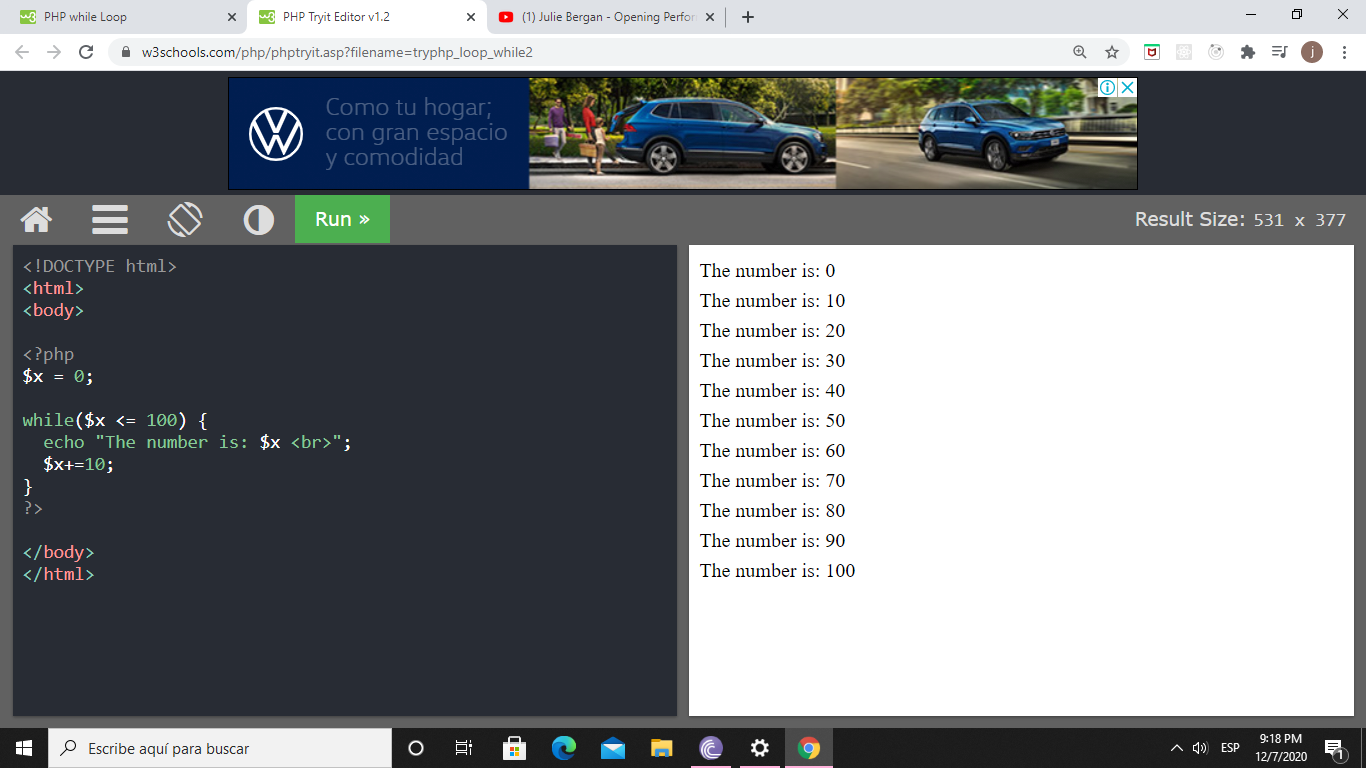 PHP while Loop
PHP Tryit Editor v1.2
(1) Julie Bergan - Opening Perfor
w3schools.com/php/phptryit.asp?filename=tryphp_loop_while2
j
Como tu hogar;
con gran espacio
y comodidad
Run »
Result Size: 531 x 377
<!DOCTYPE html>
<html>
<body>
<?php
$x = 0;
while($x <= 100) {
  echo "The number is: $x <br>";
  $x+=10;
}
?>
</body>
</html>
The number is: 0
The number is: 10
The number is: 20
The number is: 30
The number is: 40
The number is: 50
The number is: 60
The number is: 70
The number is: 80
The number is: 90
The number is: 100
Escribe aquí para buscar
ESP
9:18 PM
12/7/2020
1